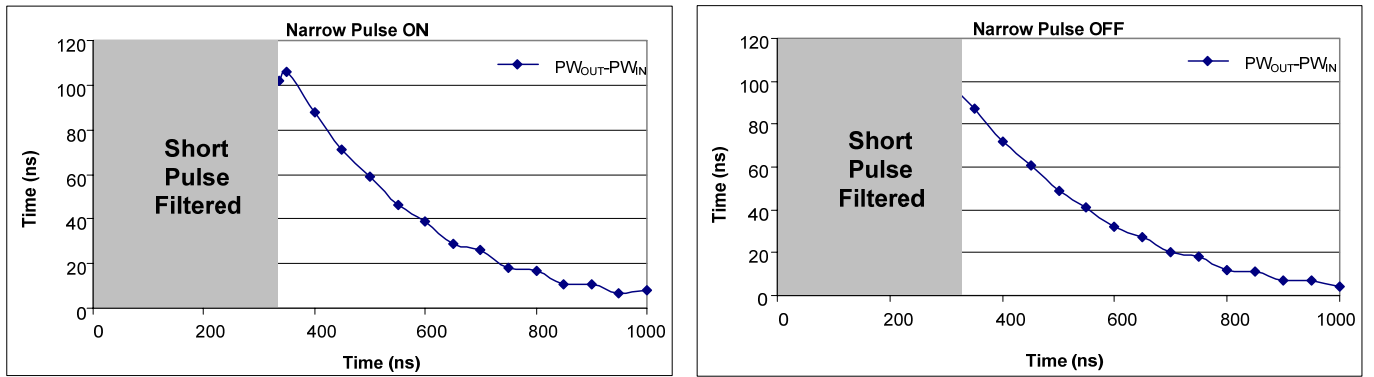 Narrow Pulse ON
120
100
80
60
40
20
0
Time (ns)
Short
Pulse
Filtered
PWOUT-PWIN
0 200 400 600 800 1000
Time (ns)
Narrow Pulse OFF
120
100
80
60
40
20
0
Time (ns)
Short
Pulse
Filtered
PWOUT-PWIN
0 200 400 600 800 1000
Time (ns)